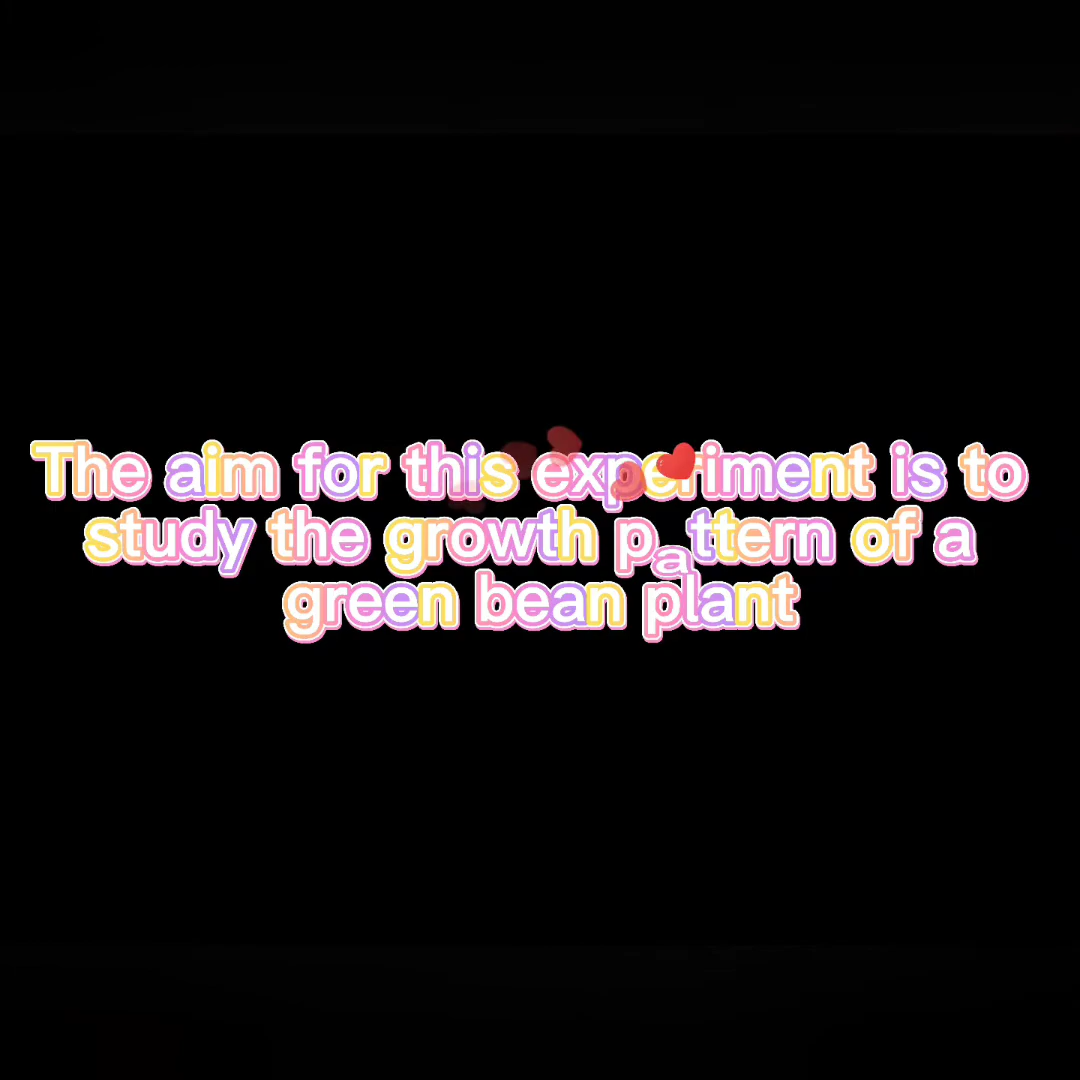 The aim for this experiment is to
study the growth pattern of a
green bean plant